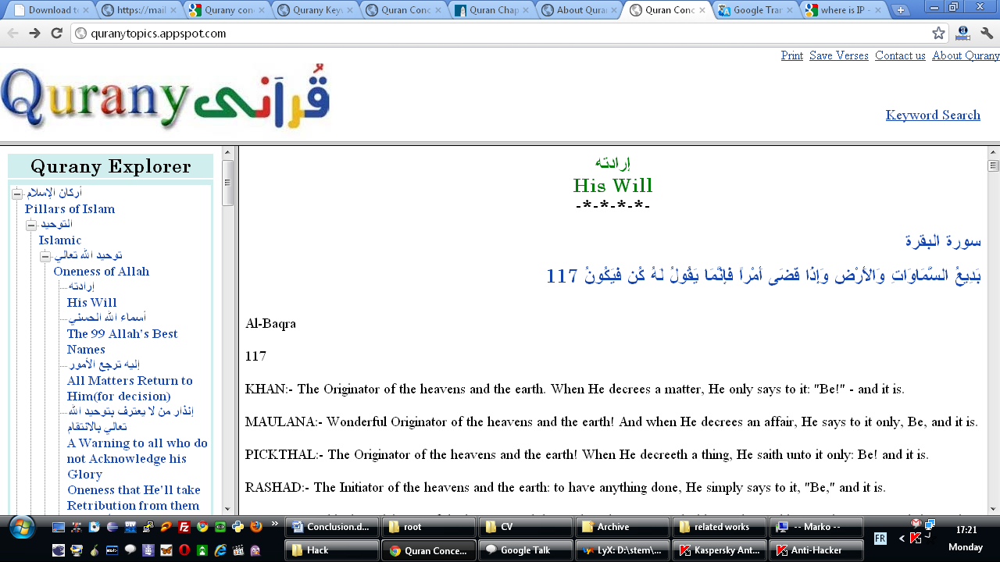 Download t
https://mail
Qurany con
Qurany Key
Quran Conc
Quran Chap
About Quran
Quran Conc
Google Tran
where is IP -
quranytopics.appspot.com
Print Save Verses Contact us About Qurany
Qurany قُرآنى
Keyword Search
Qurany Explorer
أركان الإسلام
Pillars of Islam
التوحيد
Islamic
توحيد الله تعالي
Oneness of Allah
إرادته
His Will
أسماء الله الحسني
The 99 Allah's Best
Names
إليه ترجع الأمور
All Matters Return to
Him(for decision)
إنذار من لا يعترف بتوحيد الله
تعالي بالانتقام
A Warning to all who do
not Acknowledge his
Glory
Oneness that He'll take
Retribution from them
إرادته
His Will
-*-*-*-*-
سورة البقرة
بَدِيعُ السَّمَاوَاتِ وَالأَرْضِ وَإِذَا قَضَى أَمْراً فَإِنَّمَا يَقُولُ لَهُ كُن فَيَكُونُ 117
Al-Baqra
117
KHAN:- The Originator of the heavens and the earth. When He decrees a matter, He only says to it: "Be!" - and it is.
MAULANA:- Wonderful Originator of the heavens and the earth! And when He decrees an affair, He says to it only, Be, and it is.
PICKTHAL:- The Originator of the heavens and the earth! When He decreeth a thing, He saith unto it only: Be! and it is.
RASHAD:- The Initiator of the heavens and the earth: to have anything done, He simply says to it, "Be," and it is.
Conclusion.d...
root
CV
Archive
related works
-- Marko --
Hack
Quran Conce...
Google Talk
LyX: D:\stem\...
Kaspersky Ant...
Anti-Hacker
FR
17:21
Monday